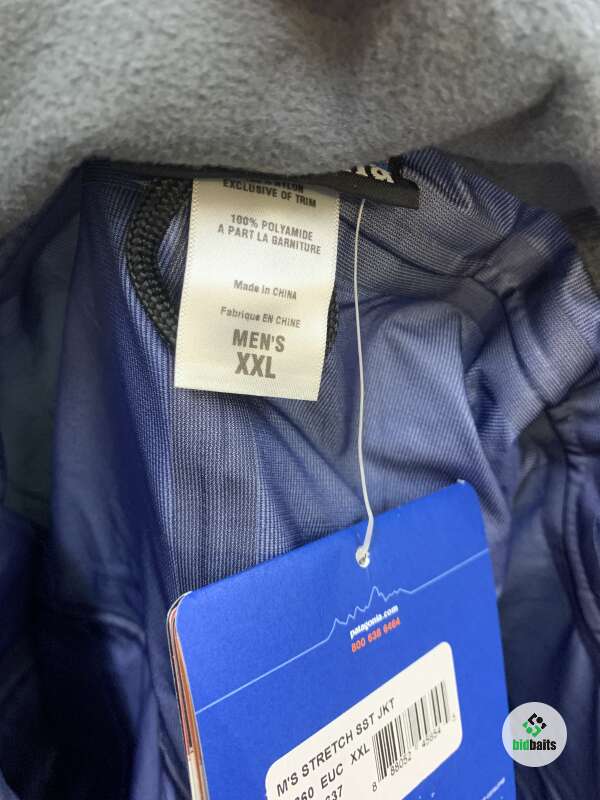 EXCLUSIVE OF TRIM
100% POLYAMIDE
A PART LA GARNITURE
Made in CHINA
Fabriqué EN CHINE
MEN'S
XXL
patagonia.com
800 638 6464
M'S STRETCH SST JKT
EUC XXL
bidbaits